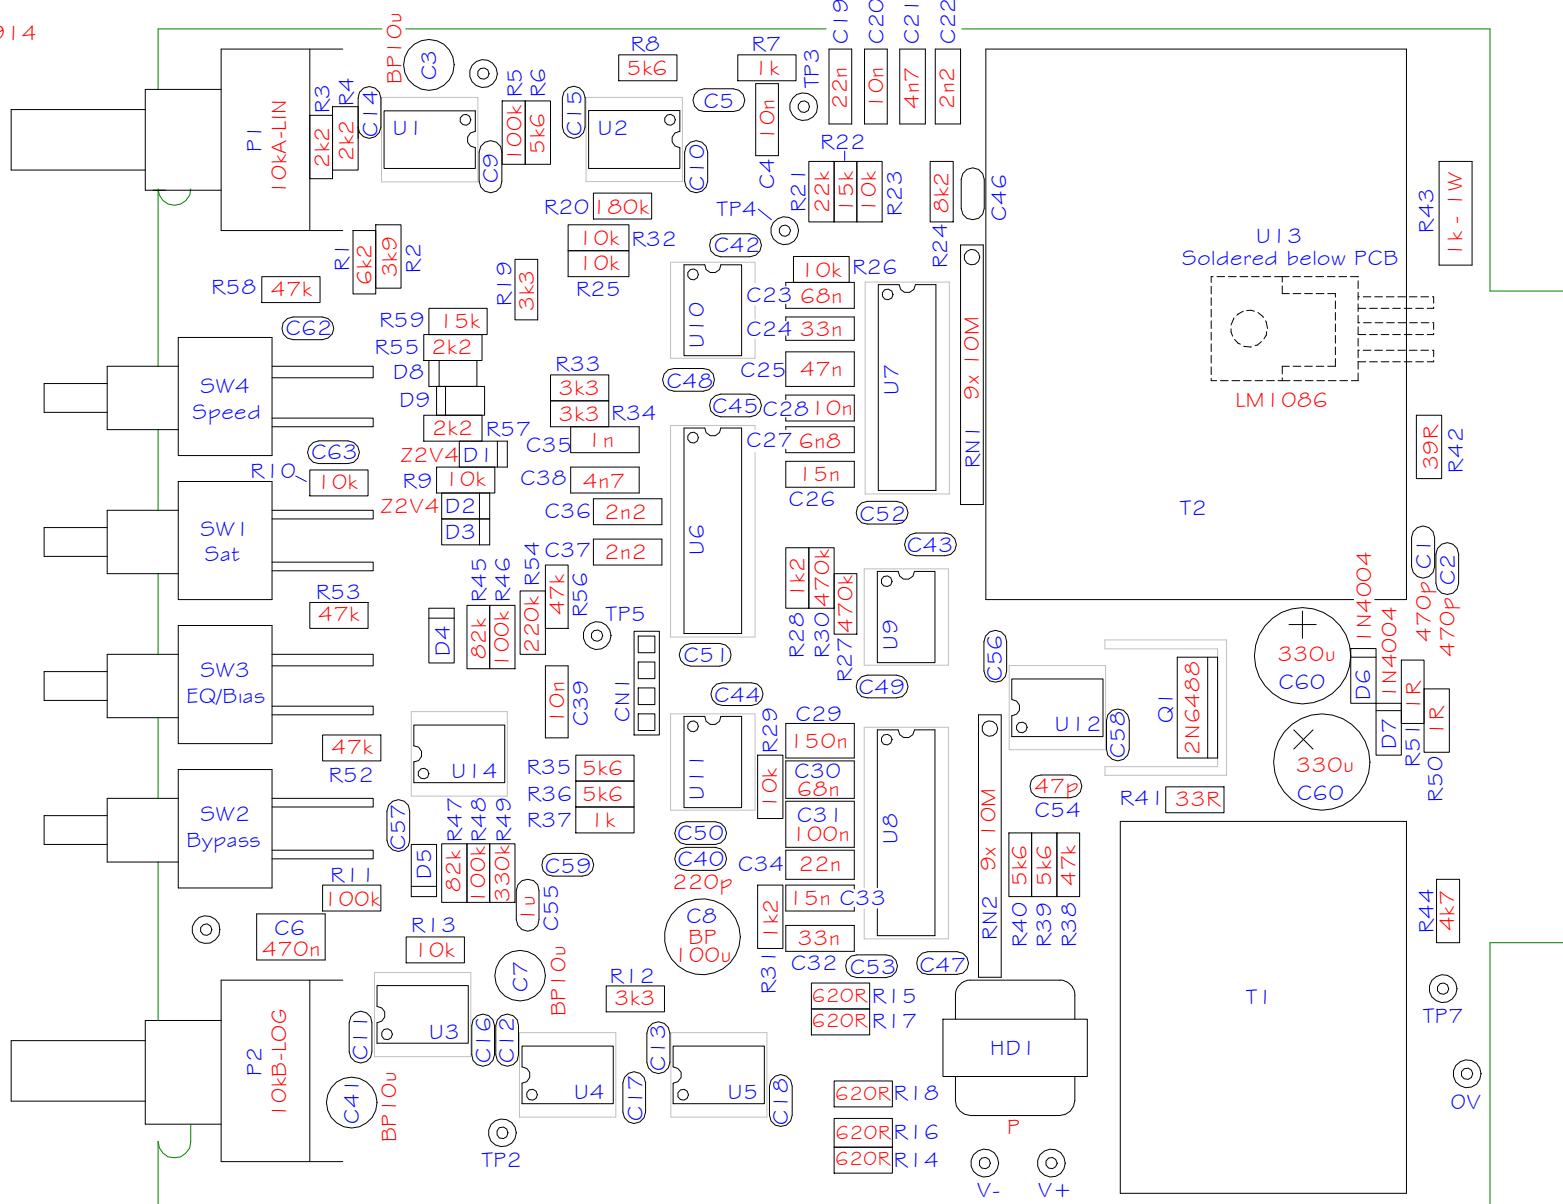 914
BP10u
C3
R8
5k6
R7
1k
TP3
C19
22n
C20
10n
C21
4n7
C22
2n2
P1
10kA-LIN
R3
2k2
R4
2k2
C14
U1
C9
R5
100k
R6
5k6
C15
U2
C5
C10
10n
C4
R22
R21
22k
15k
10k
R23
8k2
R24
C46
R43
1k-1W
R20
180k
TP4
R32
10k
10k
R25
C42
R1
6k2
3k9
R2
R58
47k
C62
R19
3k3
U10
10k
R26
C23
68n
C24
33n
C25
47n
C28
10n
C27
6n8
15n
C26
U7
RN1
9x 10M
U13
Soldered below PCB
LM1086
T2
R59
15k
R55
2k2
D8
D9
2k2
R57
Z2V4
D1
R9
10k
Z2V4
D2
D3
SW4
Speed
C63
R10
10k
R33
3k3
3k3
R34
C35
1n
C38
4n7
C36
2n2
C37
2n2
C48
C45
U6
C52
C43
39R
R42
SW1
Sat
R53
47k
D4
R45
82k
R46
100k
R54
220k
47k
R56
TP5
CN1
C51
1k2
R28
470k
R30
470k
R27
U9
C49
C56
C1
470p
C2
470p
1N4004
D6
1N4004
D7
330u
C60
330u
C60
1R
R51
1R
R50
SW3
EQ/Bias
10n
C39
C44
U12
C58
Q1
2N6488
47k
R52
U14
R35
5k6
R36
5k6
R37
1k
U11
R29
10k
C29
150n
C30
68n
C31
100n
C34
22n
15n
C33
33n
C32
U8
RN2
9x 10M
47p
C54
R41
33R
SW2
Bypass
C57
R47
82k
R48
100k
R49
330k
D5
C59
1u
C55
C50
C40
220p
C8
BP
100u
1k2
R31
5k6
R40
5k6
R39
47k
R38
R11
100k
C6
470n
R13
10k
C7
BP10u
R12
3k3
C53
C47
R44
4k7
TP7
0V
T1
P2
10kB-LOG
C11
U3
C16
C12
C41
BP10u
TP2
U4
C17
C13
U5
C18
620R
R15
620R
R17
620R
R18
620R
R16
620R
R14
HD1
P
V-
V+